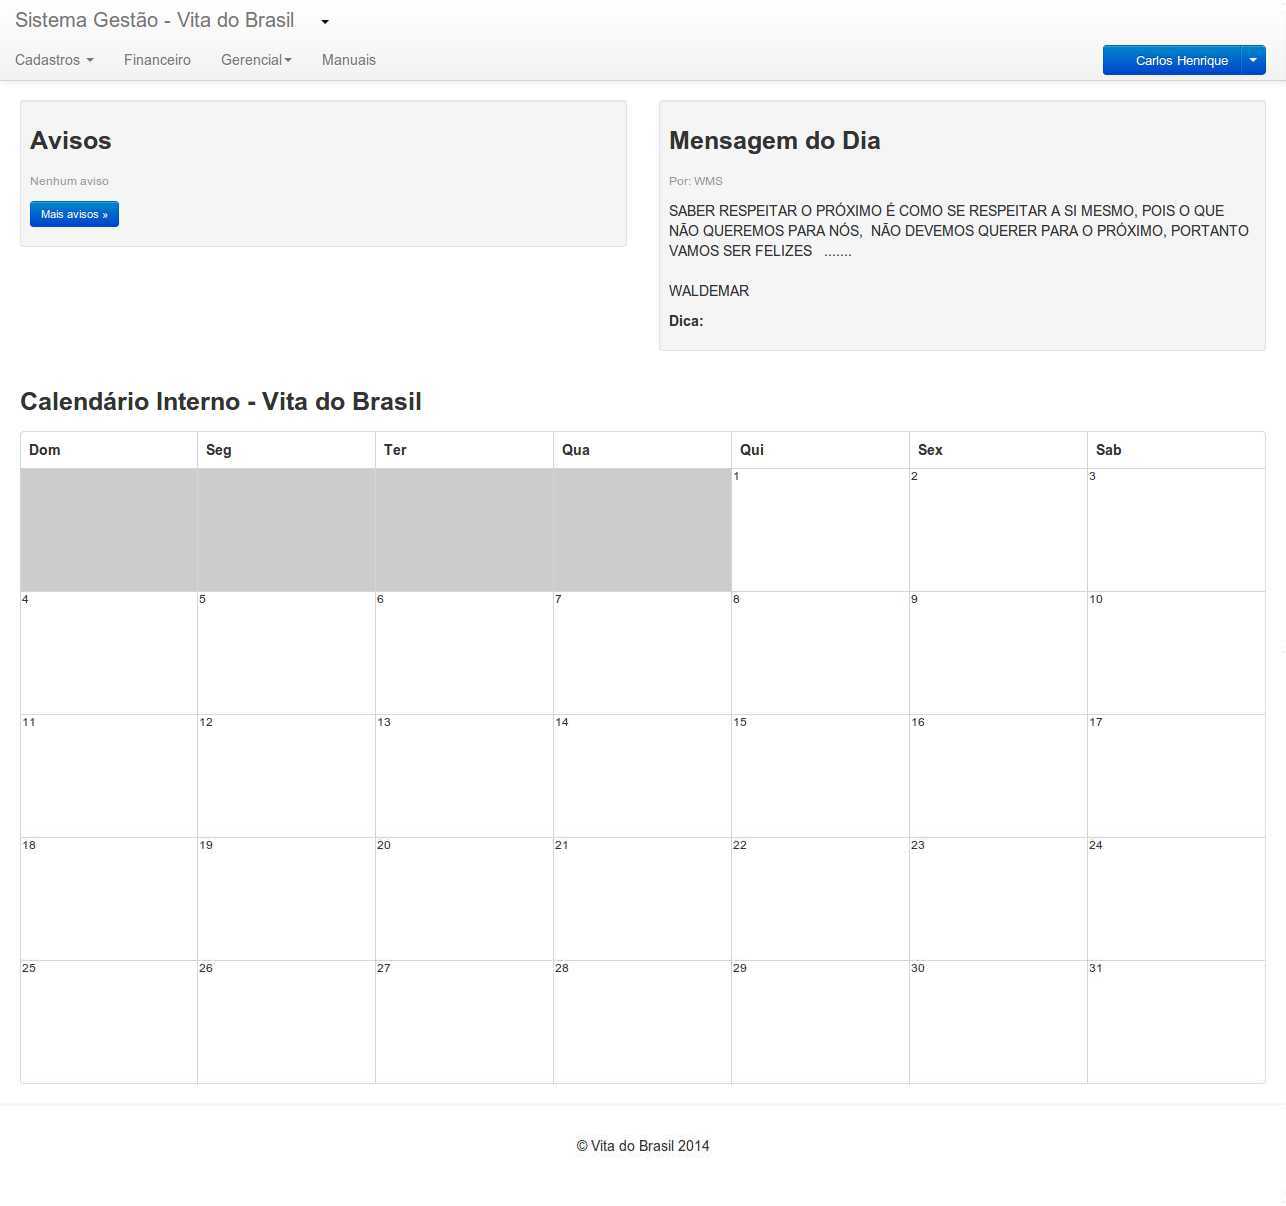 Sistema Gestão - Vita do Brasil
Cadastros Financeiro Gerencial Manuais Carlos Henrique
Avisos
Nenhum aviso
Mais avisos »
Mensagem do Dia
Por: WMS
SABER RESPEITAR O PRÓXIMO É COMO SE RESPEITAR A SI MESMO, POIS O QUE
NÃO QUEREMOS PARA NÓS,  NÃO DEVEMOS QUERER PARA O PRÓXIMO, PORTANTO
VAMOS SER FELIZES   .......
WALDEMAR
Dica:
Calendário Interno - Vita do Brasil
Dom Seg Ter Qua Qui Sex Sab
1 2 3
4 5 6 7 8 9 10
11 12 13 14 15 16 17
18 19 20 21 22 23 24
25 26 27 28 29 30 31
© Vita do Brasil 2014